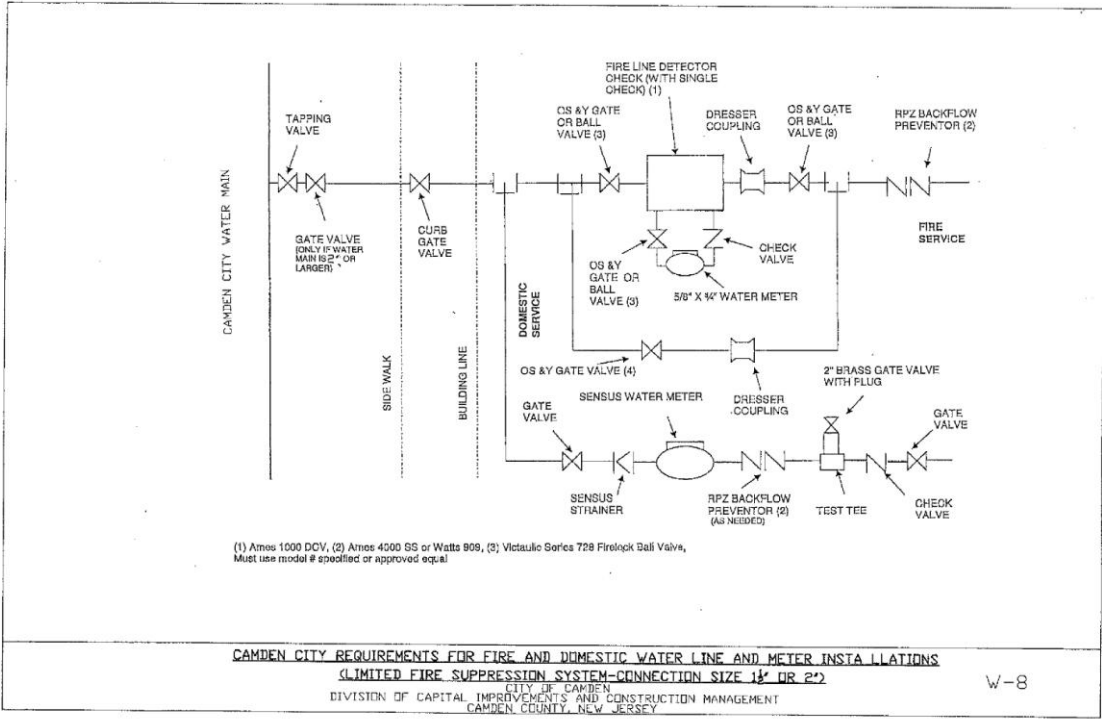 FIRE LINE DETECTOR
CHECK (WITH SINGLE
CHECK) (1)
TAPPING
VALVE
OS &Y GATE
OR BALL
VALVE (3)
DRESSER
COUPLING
OS &Y GATE
OR BALL
VALVE (3)
RPZ BACKFLOW
PREVENTOR (2)
CAMDEN CITY WATER MAIN
GATE VALVE
(ONLY IF WATER
MAIN IS 2" OR
LARGER)
CURB
GATE
VALVE
OS &Y
GATE OR
BALL
VALVE (3)
CHECK
VALVE
5/8" X ¾" WATER METER
FIRE
SERVICE
DOMESTIC
SERVICE
SIDE WALK
BUILDING LINE
OS &Y GATE VALVE (4)
DRESSER
COUPLING
2" BRASS GATE VALVE
WITH PLUG
GATE
VALVE
SENSUS WATER METER
GATE
VALVE
SENSUS
STRAINER
RPZ BACKFLOW
PREVENTOR (2)
(AS NEEDED)
TEST TEE
CHECK
VALVE
(1) Ames 1000 DCV, (2) Ames 4000 SS or Watts 909, (3) Victaulic Series 728 Firelock Ball Valve,
Must use model # specified or approved equal
CAMDEN CITY REQUIREMENTS FOR FIRE AND DOMESTIC WATER LINE AND METER INSTA LLATIONS
(LIMITED FIRE SUPPRESSION SYSTEM-CONNECTION SIZE 1½" OR 2")
CITY OF CAMDEN
DIVISION OF CAPITAL IMPROVEMENTS AND CONSTRUCTION MANAGEMENT
CAMDEN COUNTY, NEW JERSEY
W-8